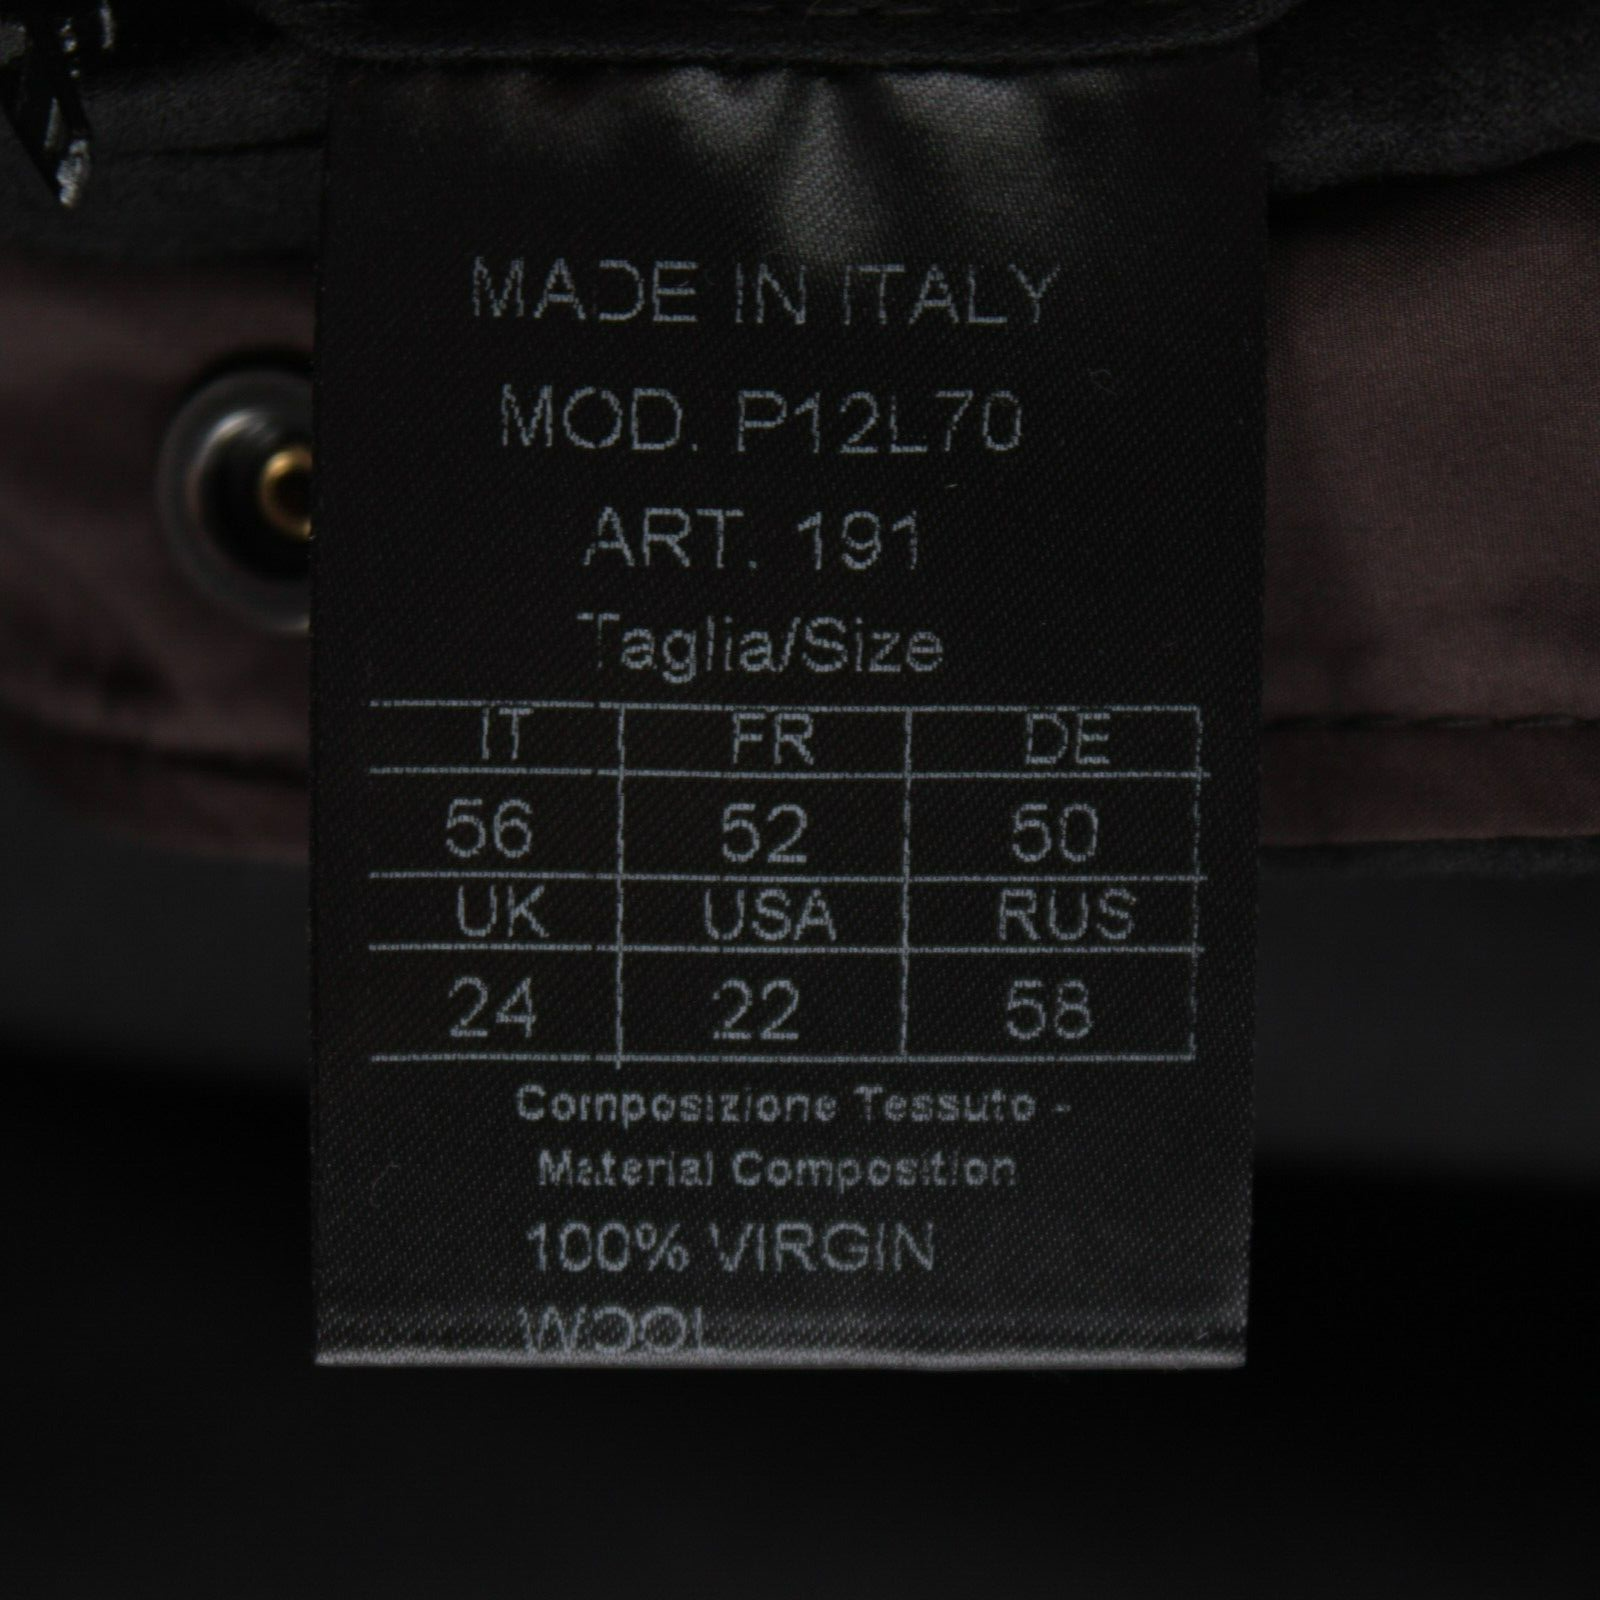 MADE IN ITALY
MOD. P12L70
ART. 191
Taglia/Size
IT FR DE
56 52 50
UK USA RUS
24 22 58
Composizione Tessuto -
Material Composition
100% VIRGIN
WOOL